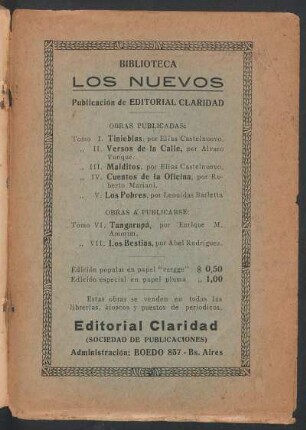 BIBLIOTECA
LOS NUEVOS
Publicación de EDITORIAL CLARIDAD
OBRAS PUBLICADAS:
Tomo I. Tinieblas, por Elías Castelnuovo.
„ II. Versos de la Calle, por Alvaro
Yunque.
„ III. Malditos, por Elías Castelnuovo.
„ IV. Cuentos de la Oficina, por Ro-
berto Mariani.
„ V. Los Pobres, por Leonidas Barletta
OBRAS A PUBLICARSE:
Tomo VI. Tangarupá, por Enrique M.
Amorim.
„ VII. Los Bestias, por Abel Rodríguez.
Edición popular en papel "vergge" $ 0,50
Edición especial en papel pluma „ 1,00
Estas obras se venden en todas las
librerías, kioscos y puestos de periódicos.
Editorial Claridad
(SOCIEDAD DE PUBLICACIONES)
Administración: BOEDO 837 - Bs. Aires